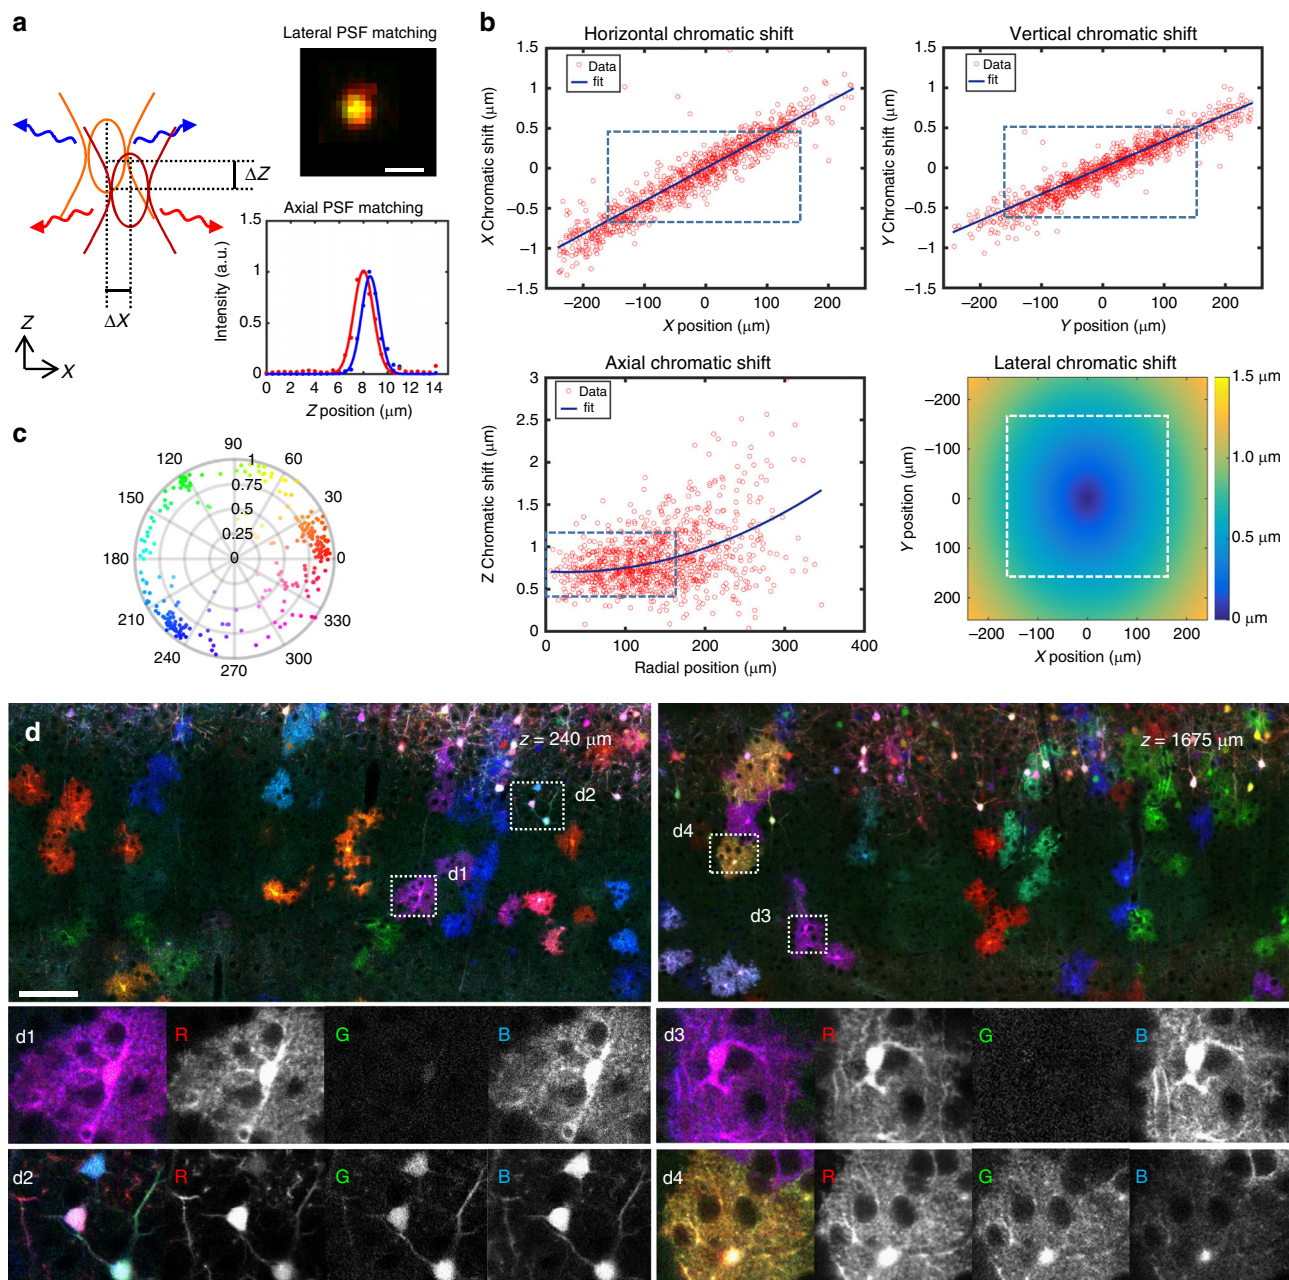 a
Lateral PSF matching
ΔZ
ΔX
Z
X
Axial PSF matching
Intensity (a.u.)
1.5
1
0.5
0
0 2 4 6 8 10 12 14
Z position (µm)
b
Horizontal chromatic shift
Data
fit
X Chromatic shift (µm)
1.5
1
0.5
0
−0.5
−1
−1.5
−200 −100 0 100 200
X position (µm)
Vertical chromatic shift
Data
fit
Y Chromatic shift (µm)
1.5
1
0.5
0
−0.5
−1
−1.5
−200 −100 0 100 200
Y position (µm)
Axial chromatic shift
Data
fit
Z Chromatic shift (µm)
3
2.5
2
1.5
1
0.5
0
0 100 200 300 400
Radial position (µm)
Lateral chromatic shift
Y position (µm)
−200
−100
0
100
200
−200 −100 0 100 200
X position (µm)
1.5 µm
1.0 µm
0.5 µm
0 µm
c
90
60
30
0
330
300
270
240
210
180
150
120
1
0.75
0.5
0.25
0
d
z = 240 µm
d2
d1
z = 1675 µm
d4
d3
d1 R G B
d3 R G B
d2 R G B
d4 R G B